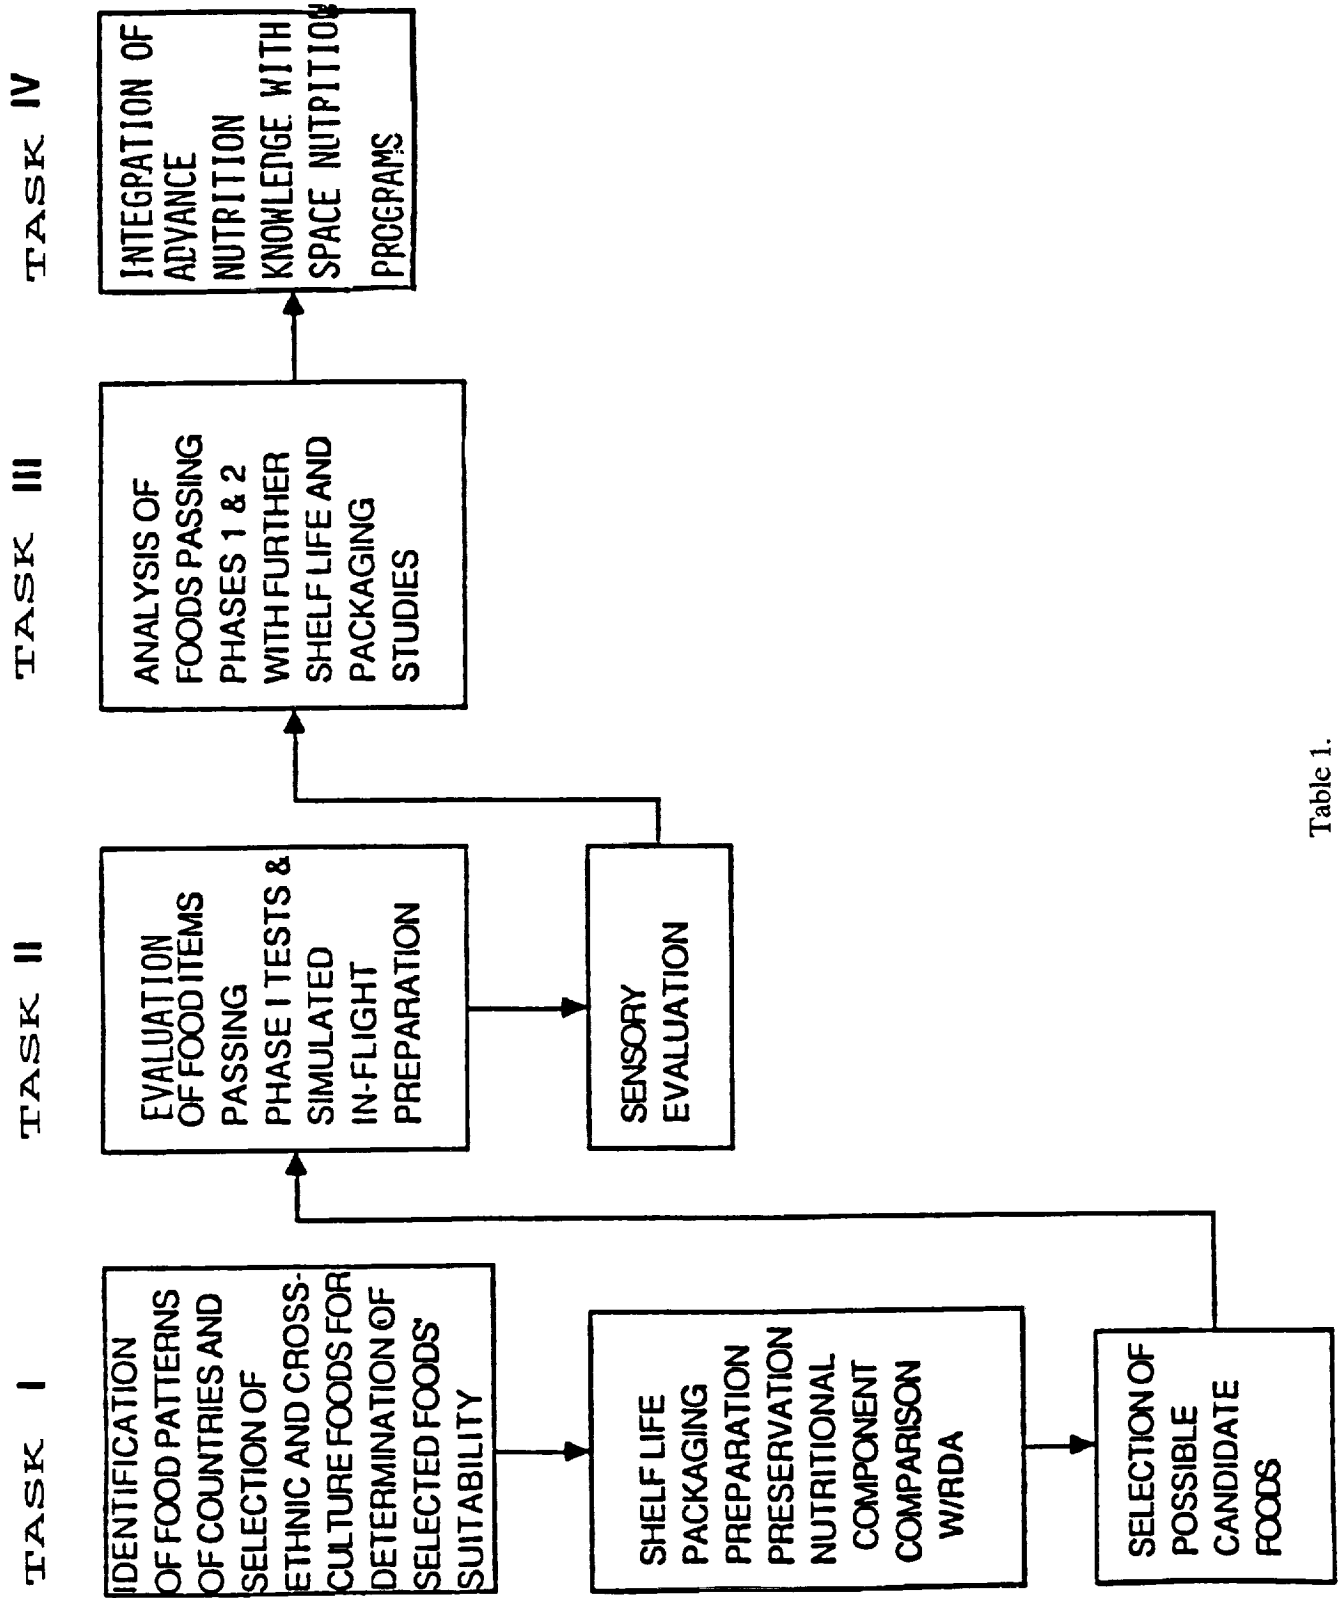 TASK I
IDENTIFICATION
OF FOOD PATTERNS
OF COUNTRIES AND
SELECTION OF
ETHNIC AND CROSS-
CULTURE FOODS FOR
DETERMINATION OF
SELECTED FOODS'
SUITABILITY
SHELF LIFE
PACKAGING
PREPARATION
PRESERVATION
NUTRITIONAL
COMPONENT
COMPARISON
W/RDA
SELECTION OF
POSSIBLE
CANDIDATE
FOODS
TASK II
EVALUATION
OF FOOD ITEMS
PASSING
PHASE I TESTS &
SIMULATED
IN-FLIGHT
PREPARATION
SENSORY
EVALUATION
TASK III
ANALYSIS OF
FOODS PASSING
PHASES 1 & 2
WITH FURTHER
SHELF LIFE AND
PACKAGING
STUDIES
TASK IV
INTEGRATION OF
ADVANCE
NUTRITION
KNOWLEDGE WITH
SPACE NUTRITION
PROGRAMS
Table 1.